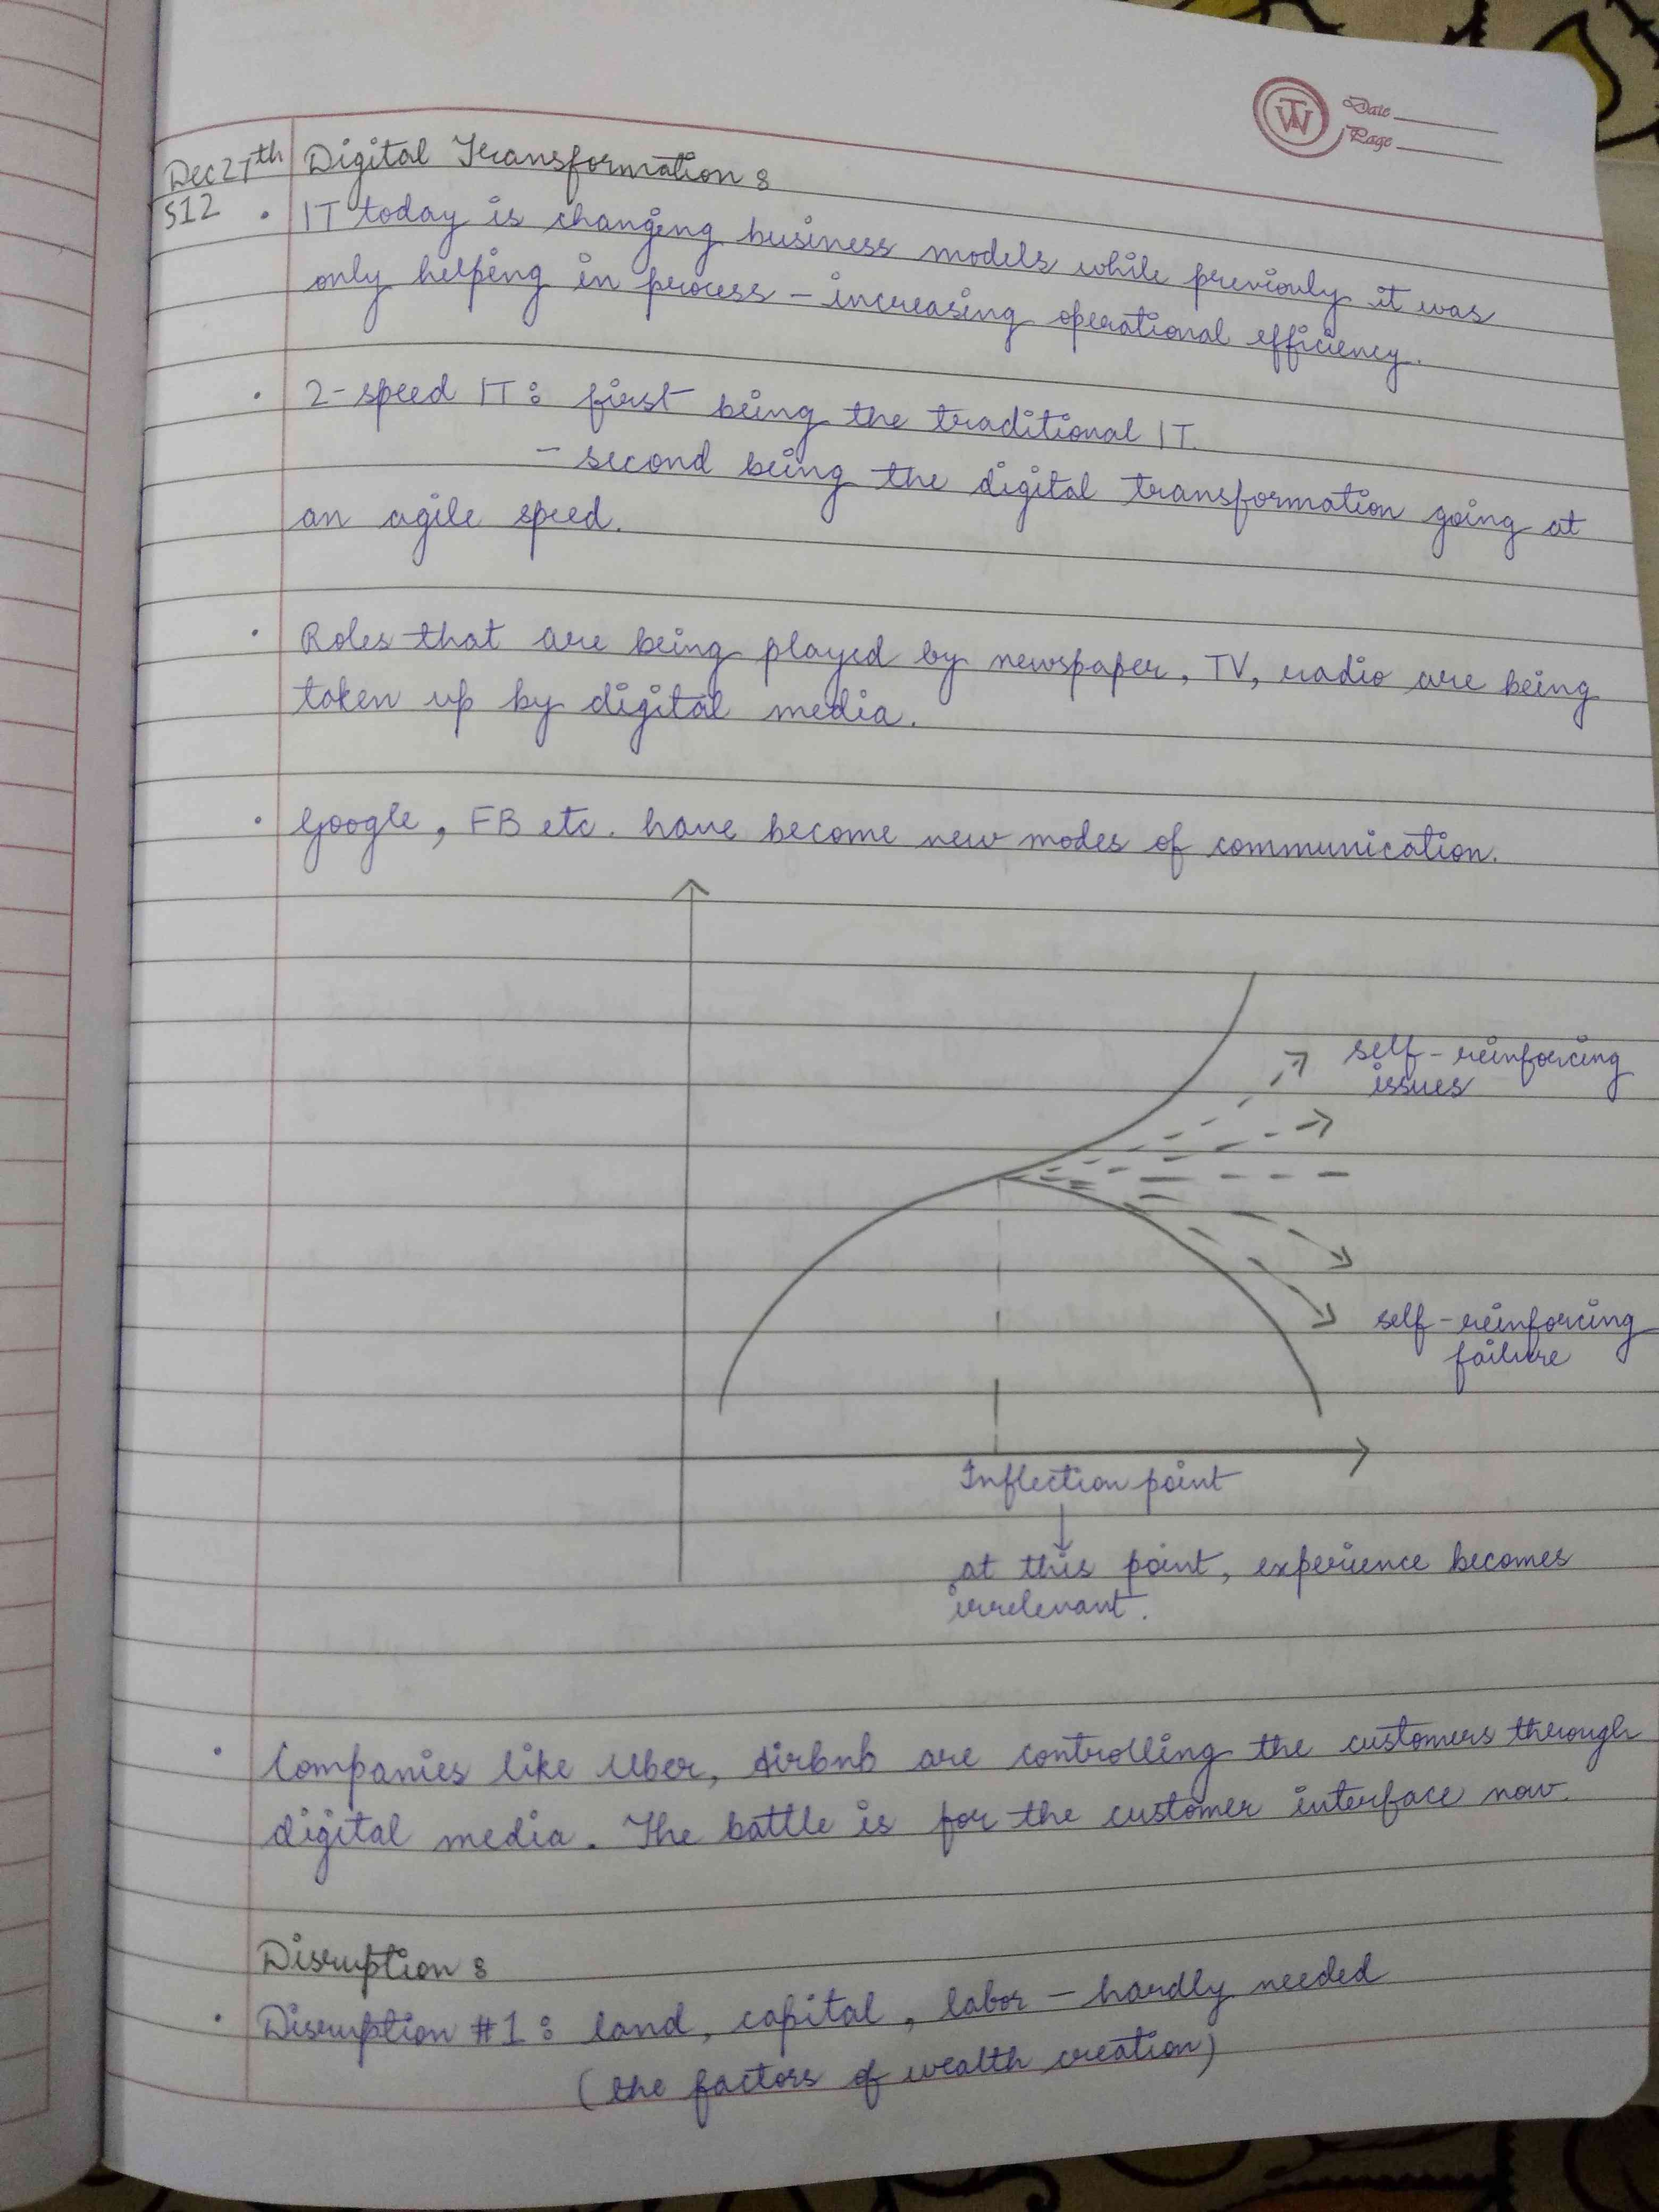 Date
Page
Dec 27th Digital Transformation :
S12 • IT today is changing business models while previouly it was
only helping in process - increasing operational efficiency.
• 2-speed IT : first being the traditional IT.
- second being the digital transformation going at
an agile speed.
• Roles that are being played by newspaper, TV, radio are being
taken up by digital media.
• Google, FB etc. have become new modes of communication.
self-reinforcing
issues
self-reinforcing
failure
Inflection point
at this point, experience becomes
irrelevant.
• Companies like Uber, Airbnb are controlling the customers through
digital media. The battle is for the customer interface now.
Disruption :
• Disruption #1 : land, capital, labor - hardly needed
(the factors of wealth creation)